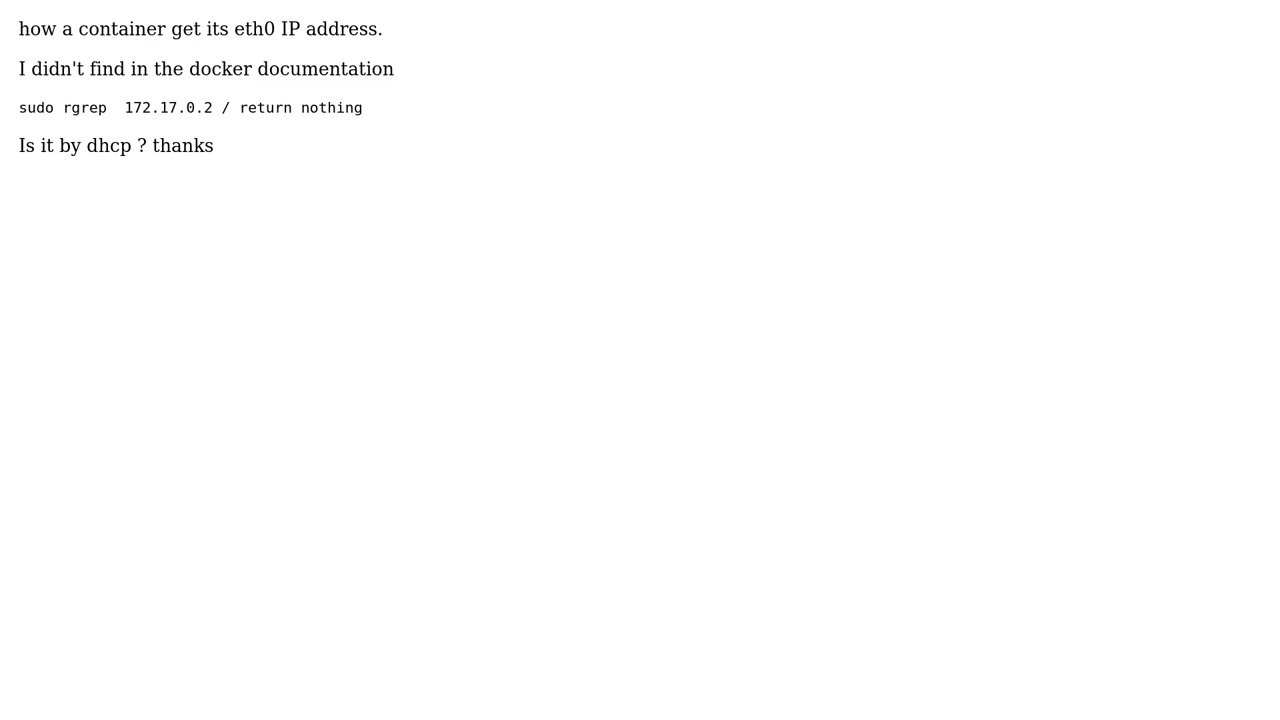 how a container get its eth0 IP address.
I didn't find in the docker documentation
sudo rgrep  172.17.0.2 / return nothing
Is it by dhcp ? thanks